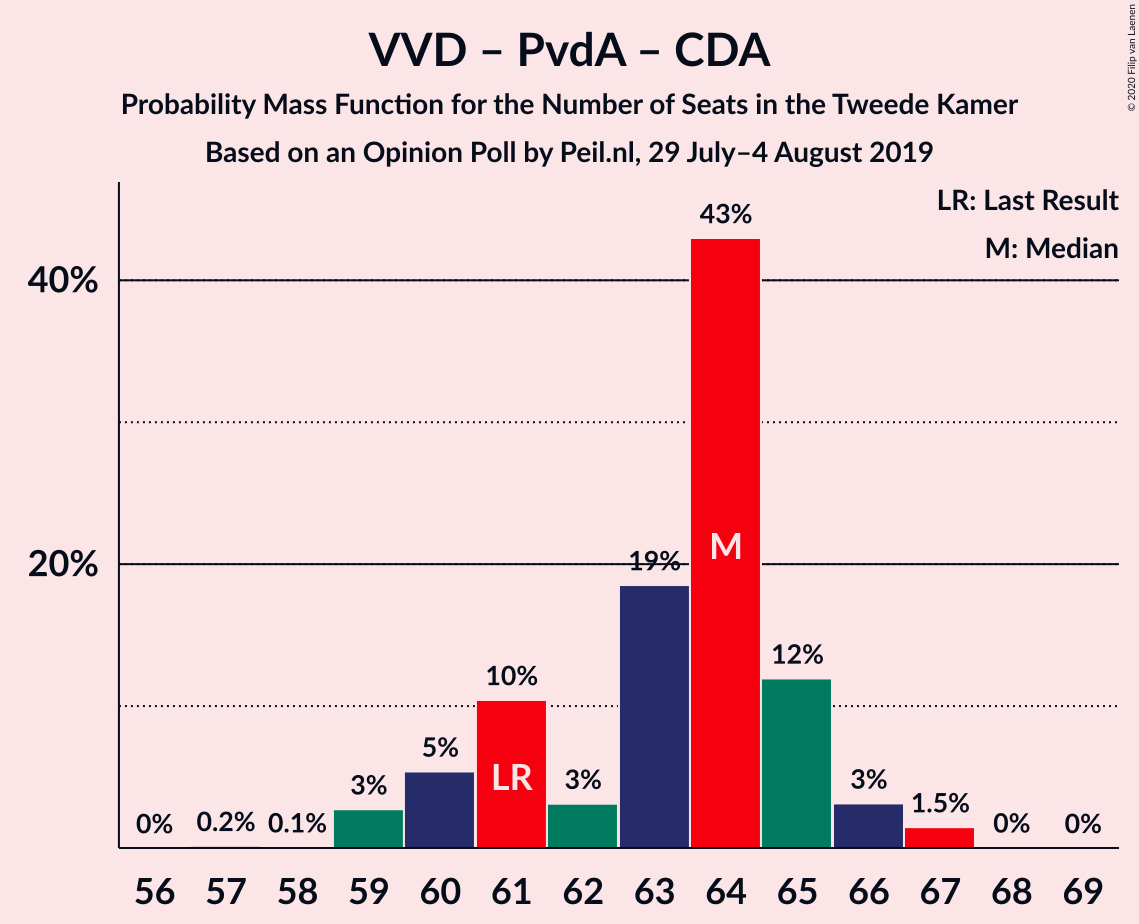 VVD – PvdA – CDA
Probability Mass Function for the Number of Seats in the Tweede Kamer
Based on an Opinion Poll by Peil.nl, 29 July–4 August 2019
© 2020 Filip van Laenen
LR: Last Result
M: Median
40%
20%
0%
0.2%
0.1%
3%
5%
10%
LR
3%
19%
43%
M
12%
3%
1.5%
0%
0%
56 57 58 59 60 61 62 63 64 65 66 67 68 69